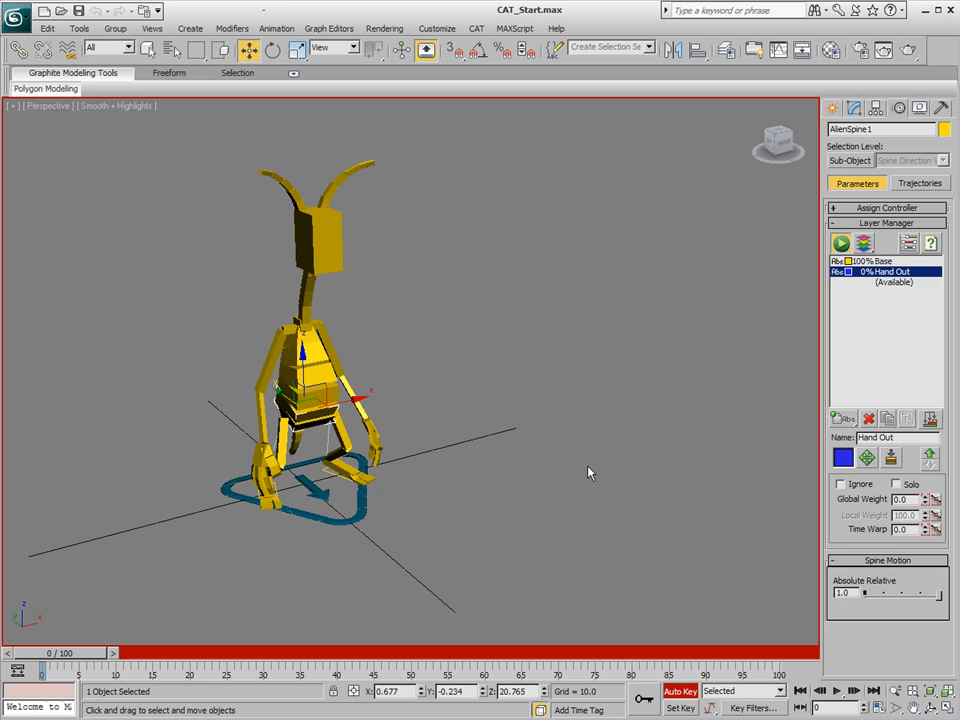 CAT_Start.max
Type a keyword or phrase
Edit Tools Group Views Create Modifiers Animation Graph Editors Rendering Customize CAT MAXScript Help
All
View
3
Create Selection Se
Graphite Modeling Tools Freeform Selection
Polygon Modeling
[ + ] [ Perspective ] [ Smooth + Highlights ]
AlienSpine1
Selection Level:
Sub-Object
Parameters Trajectories
+ Assign Controller
- Layer Manager
Abs 100% Base
Abs 0% Hand Out
(Available)
Abs
Name: Hand Out
Ignore Solo
Global Weight 0.0
Local Weight 100.0
Time Warp 0.0
- Spine Motion
Absolute Relative
1.0
z
x
z
y
x
< 0 / 100 >
0 5 10 15 20 25 30 35 40 45 50 55 60 65 70 75 80 85 90 95 100
1 Object Selected X: 0.677 Y: -0.234 Z: 20.765 Grid = 10.0 Auto Key Selected
Welcome to M
Click and drag to select and move objects Add Time Tag Set Key Key Filters... 0